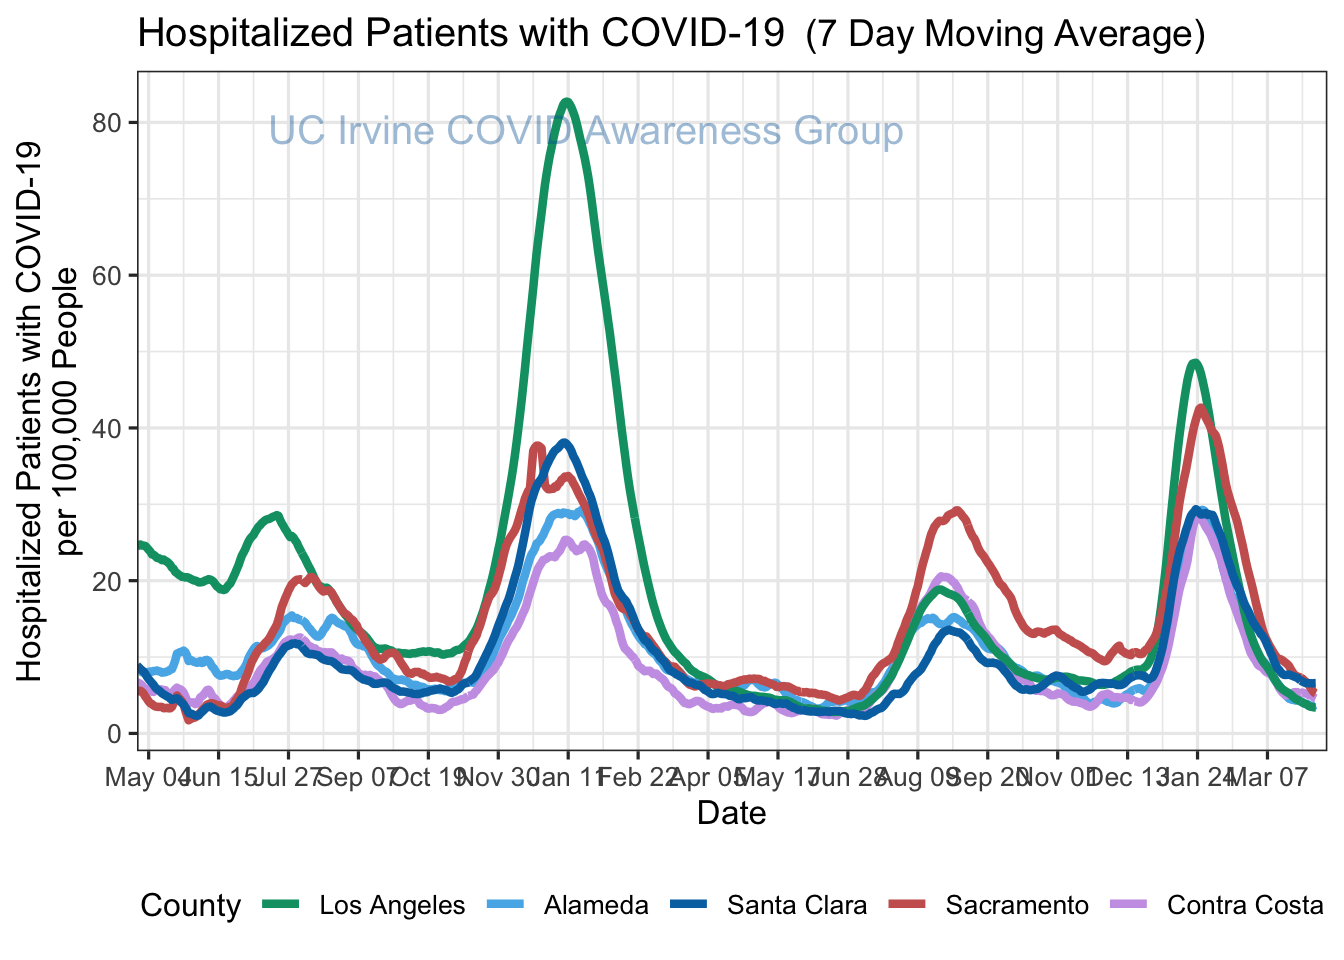 Hospitalized Patients with COVID-19 (7 Day Moving Average)
UC Irvine COVID Awareness Group
Hospitalized Patients with COVID-19
per 100,000 People
80
60
40
20
0
May 04 Jun 15 Jul 27 Sep 07 Oct 19 Nov 30 Jan 11 Feb 22 Apr 05 May 17 Jun 28 Aug 09 Sep 20 Nov 01 Dec 13 Jan 24 Mar 07
Date
County Los Angeles Alameda Santa Clara Sacramento Contra Costa